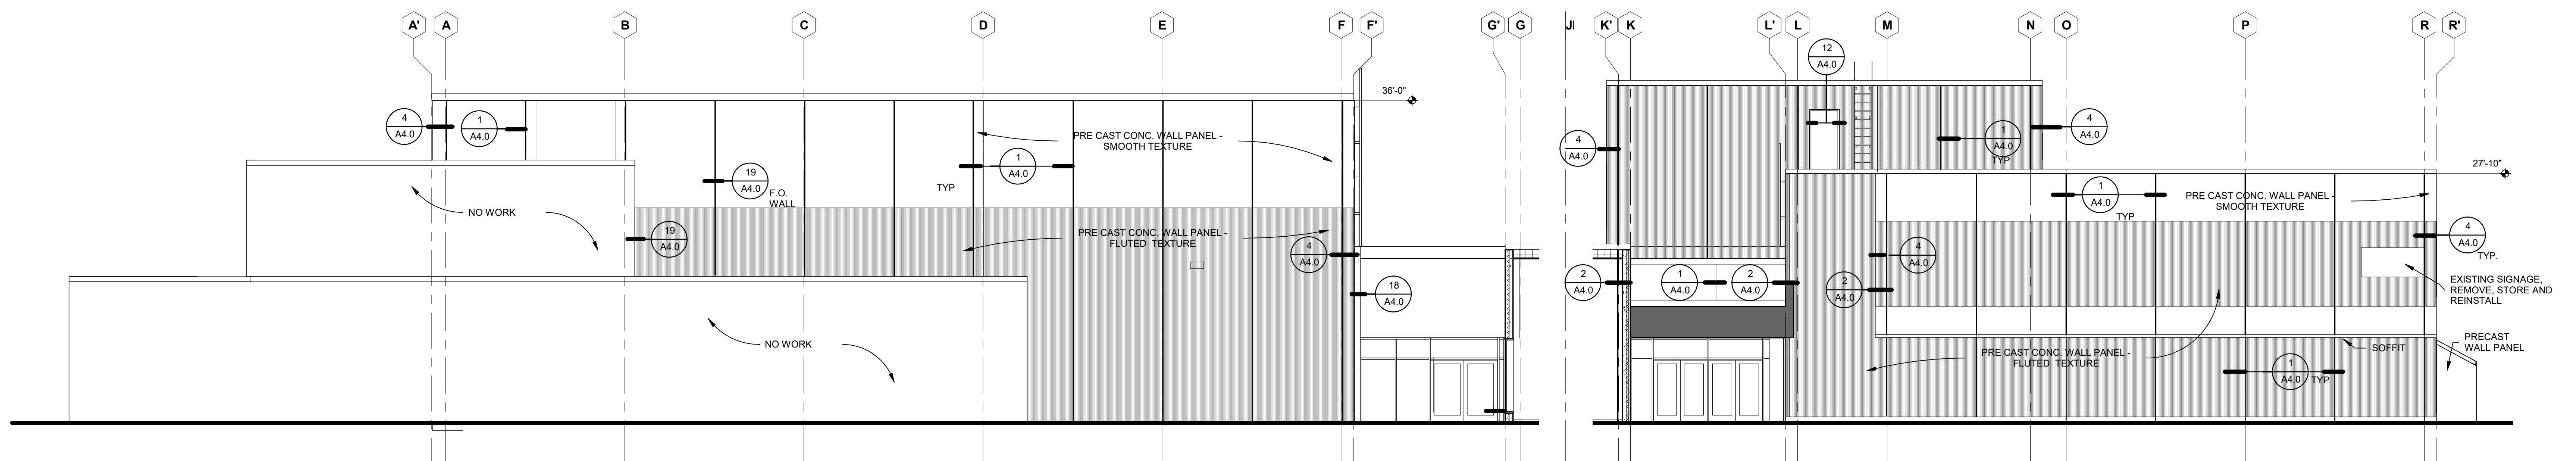 A'
A
B
C
D
E
F
F'
G'
G
K'
K
L'
L
M
N
O
P
R
R'
12
A4.0
36'-0"
4
A4.0
1
A4.0
PRE CAST CONC. WALL PANEL -
SMOOTH TEXTURE
4
A4.0
1
A4.0
TYP
4
A4.0
27'-10"
19
A4.0
F.O.
WALL
TYP
1
A4.0
1
A4.0
TYP
PRE CAST CONC. WALL PANEL -
SMOOTH TEXTURE
NO WORK
19
A4.0
PRE CAST CONC. WALL PANEL -
FLUTED TEXTURE
4
A4.0
4
A4.0
4
A4.0
TYP.
18
A4.0
2
A4.0
1
A4.0
2
A4.0
2
A4.0
EXISTING SIGNAGE,
REMOVE, STORE AND
REINSTALL
NO WORK
PRE CAST CONC. WALL PANEL -
FLUTED TEXTURE
SOFFIT
PRECAST
WALL PANEL
1
A4.0
TYP